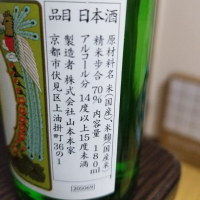 品目 日本酒
原材料名 米(国産)、米麹(国産米)
精米歩合 70% 内容量 180ml
アルコール分 14度以上15度未満
製造者 株式会社 山本本家
京都市伏見区上油掛町36の1